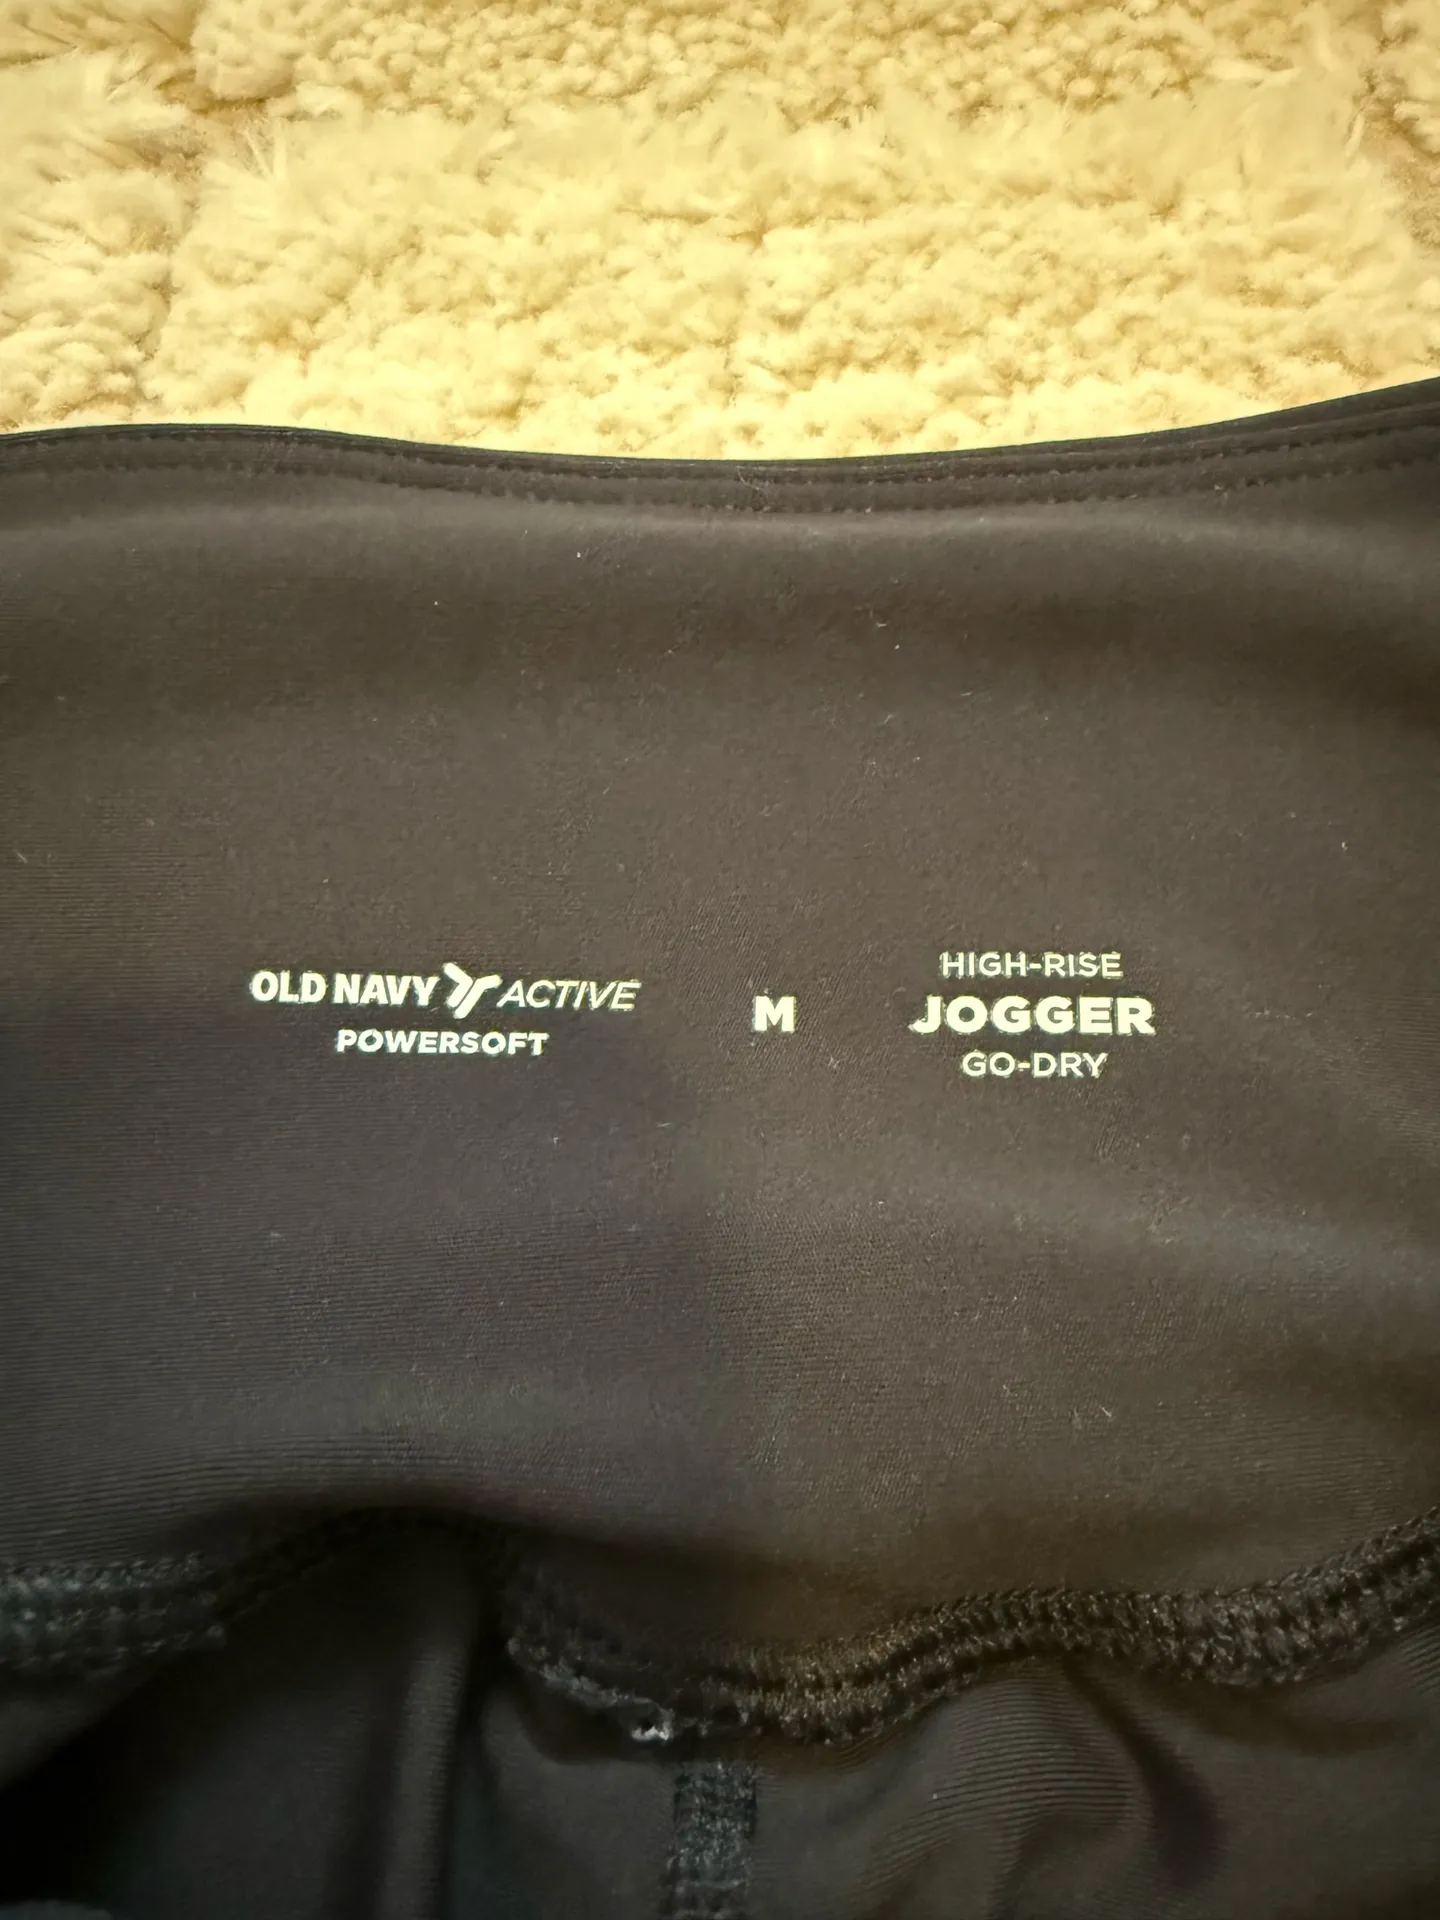 OLD NAVY ACTIVE
POWERSOFT
M
HIGH-RISE
JOGGER
GO-DRY